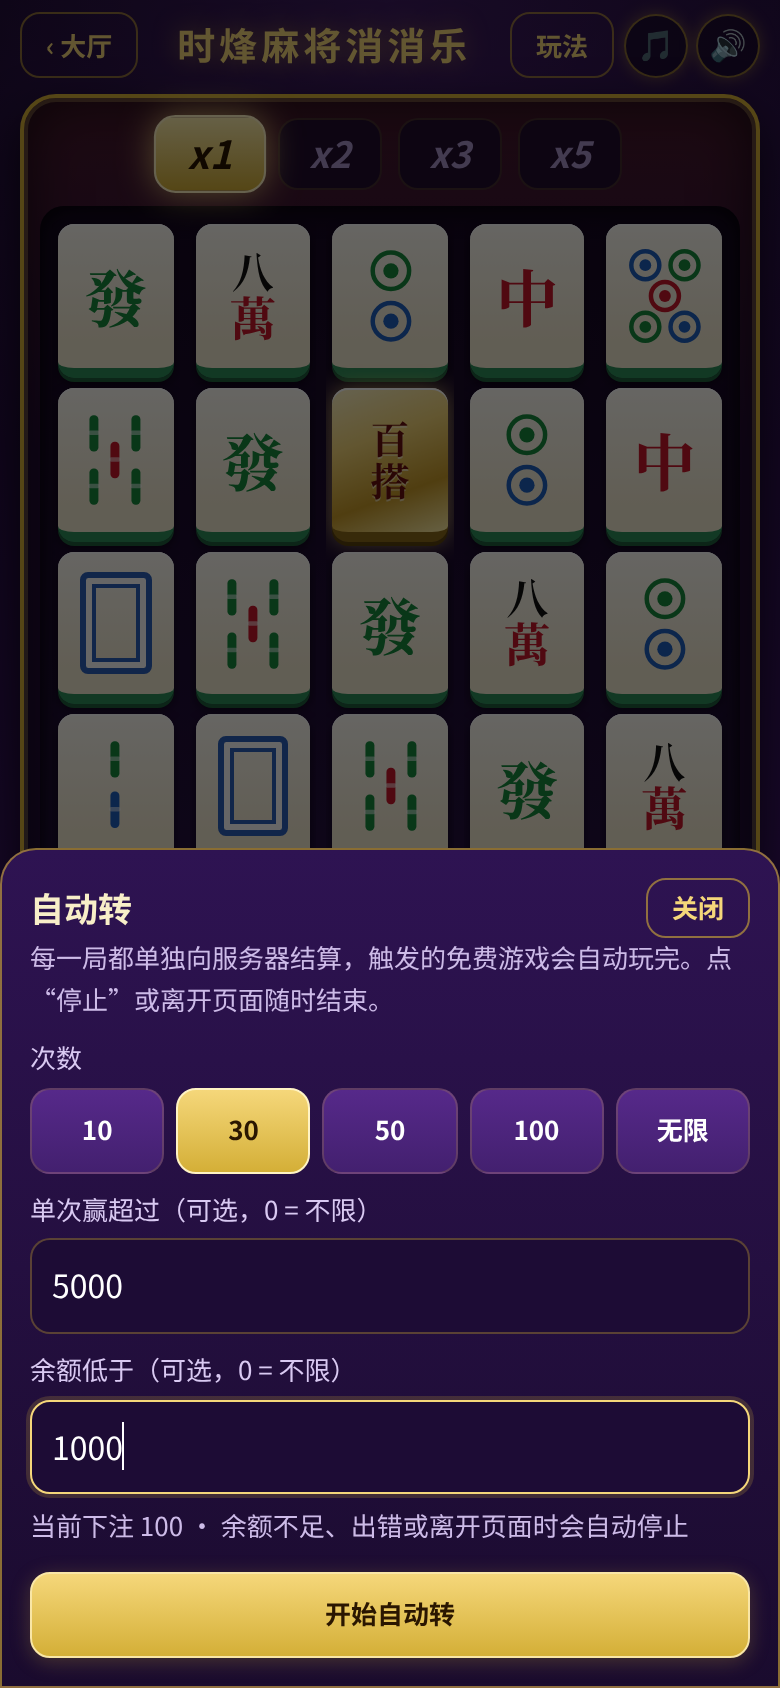 ‹ 大厅
时烽麻将消消乐
玩法
x1 x2 x3 x5
發 八萬 中
發 百搭 中
發 八萬
發 八萬
自动转
关闭
每一局都单独向服务器结算，触发的免费游戏会自动玩完。点
“停止”或离开页面随时结束。
次数
10 30 50 100 无限
单次赢超过（可选，0 = 不限）
5000
余额低于（可选，0 = 不限）
1000
当前下注 100 · 余额不足、出错或离开页面时会自动停止
开始自动转